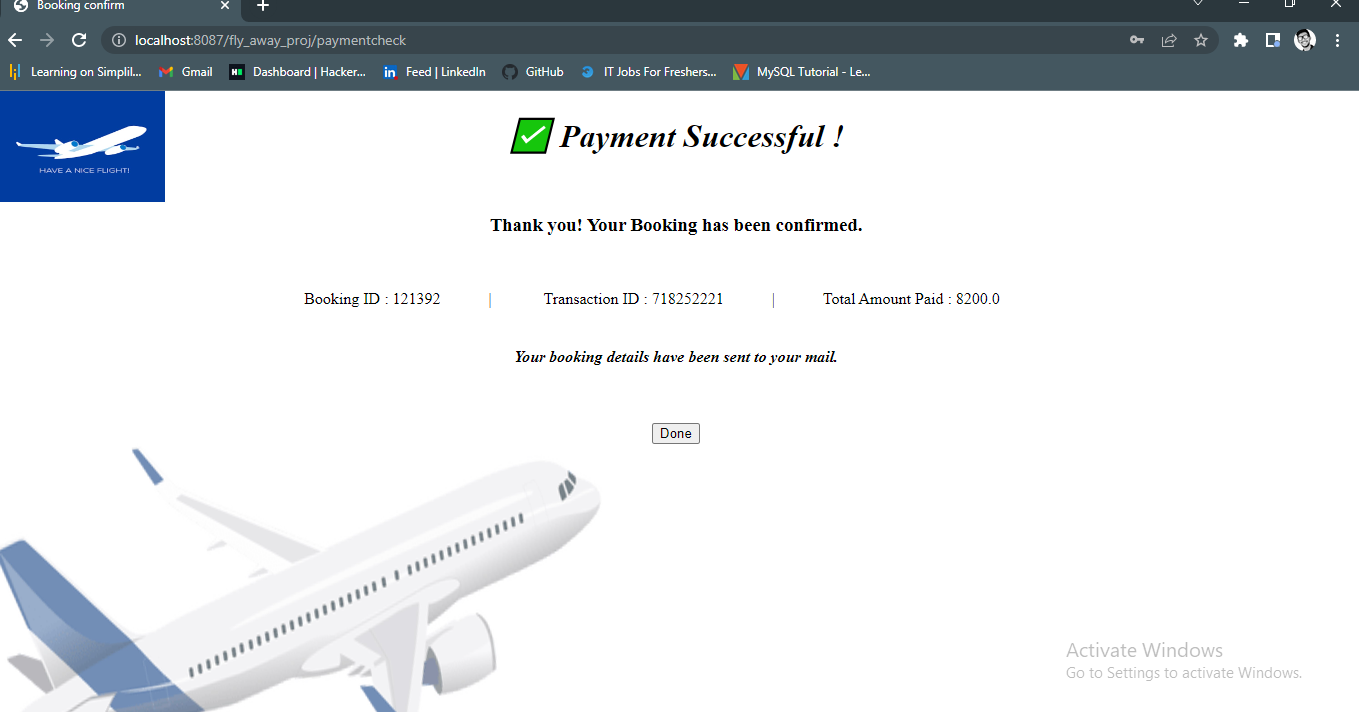 Booking confirm
localhost:8087/fly_away_proj/paymentcheck
Learning on Simplil... Gmail Dashboard | Hacker... Feed | LinkedIn GitHub IT Jobs For Freshers... MySQL Tutorial - Le...
HAVE A NICE FLIGHT!
Payment Successful !
Thank you! Your Booking has been confirmed.
Booking ID : 121392 | Transaction ID : 718252221 | Total Amount Paid : 8200.0
Your booking details have been sent to your mail.
Done
Activate Windows
Go to Settings to activate Windows.